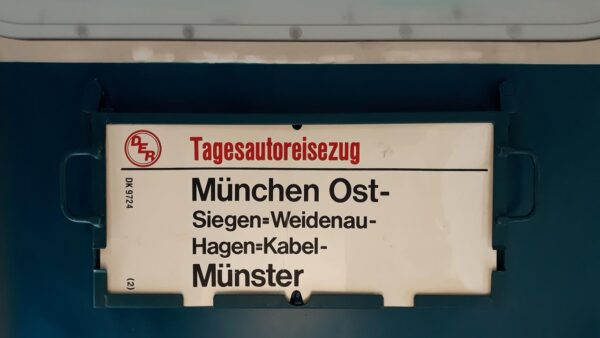 DER
Tagesautoreisezug
DK 9724
München Ost-
Siegen=Weidenau-
Hagen=Kabel-
Münster
(2)